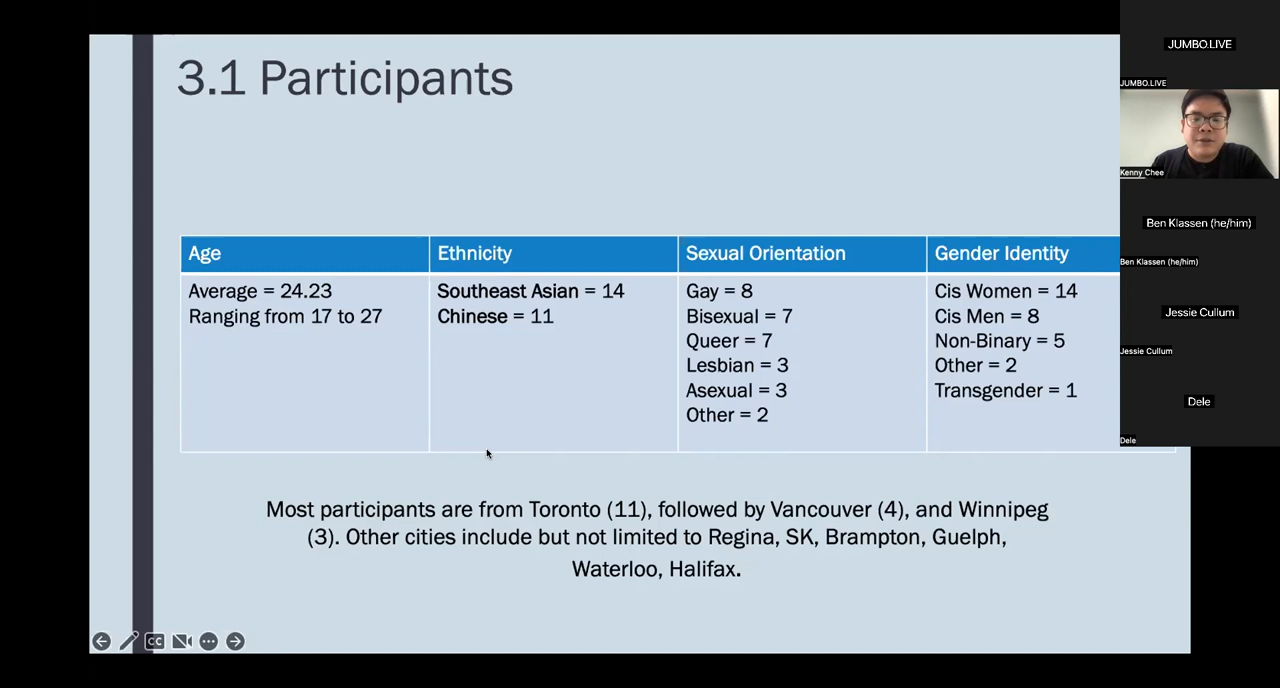 3.1 Participants
Age
Ethnicity
Sexual Orientation
Gender Identity
Average = 24.23
Ranging from 17 to 27
Southeast Asian = 14
Chinese = 11
Gay = 8
Bisexual = 7
Queer = 7
Lesbian = 3
Asexual = 3
Other = 2
Cis Women = 14
Cis Men = 8
Non-Binary = 5
Other = 2
Transgender = 1
Most participants are from Toronto (11), followed by Vancouver (4), and Winnipeg
(3). Other cities include but not limited to Regina, SK, Brampton, Guelph,
Waterloo, Halifax.
CC
JUMBO.LIVE
JUMBO.LIVE
Kenny Chee
Ben Klassen (he/him)
Ben Klassen (he/him)
Jessie Cullum
Jessie Cullum
Dele
Dele